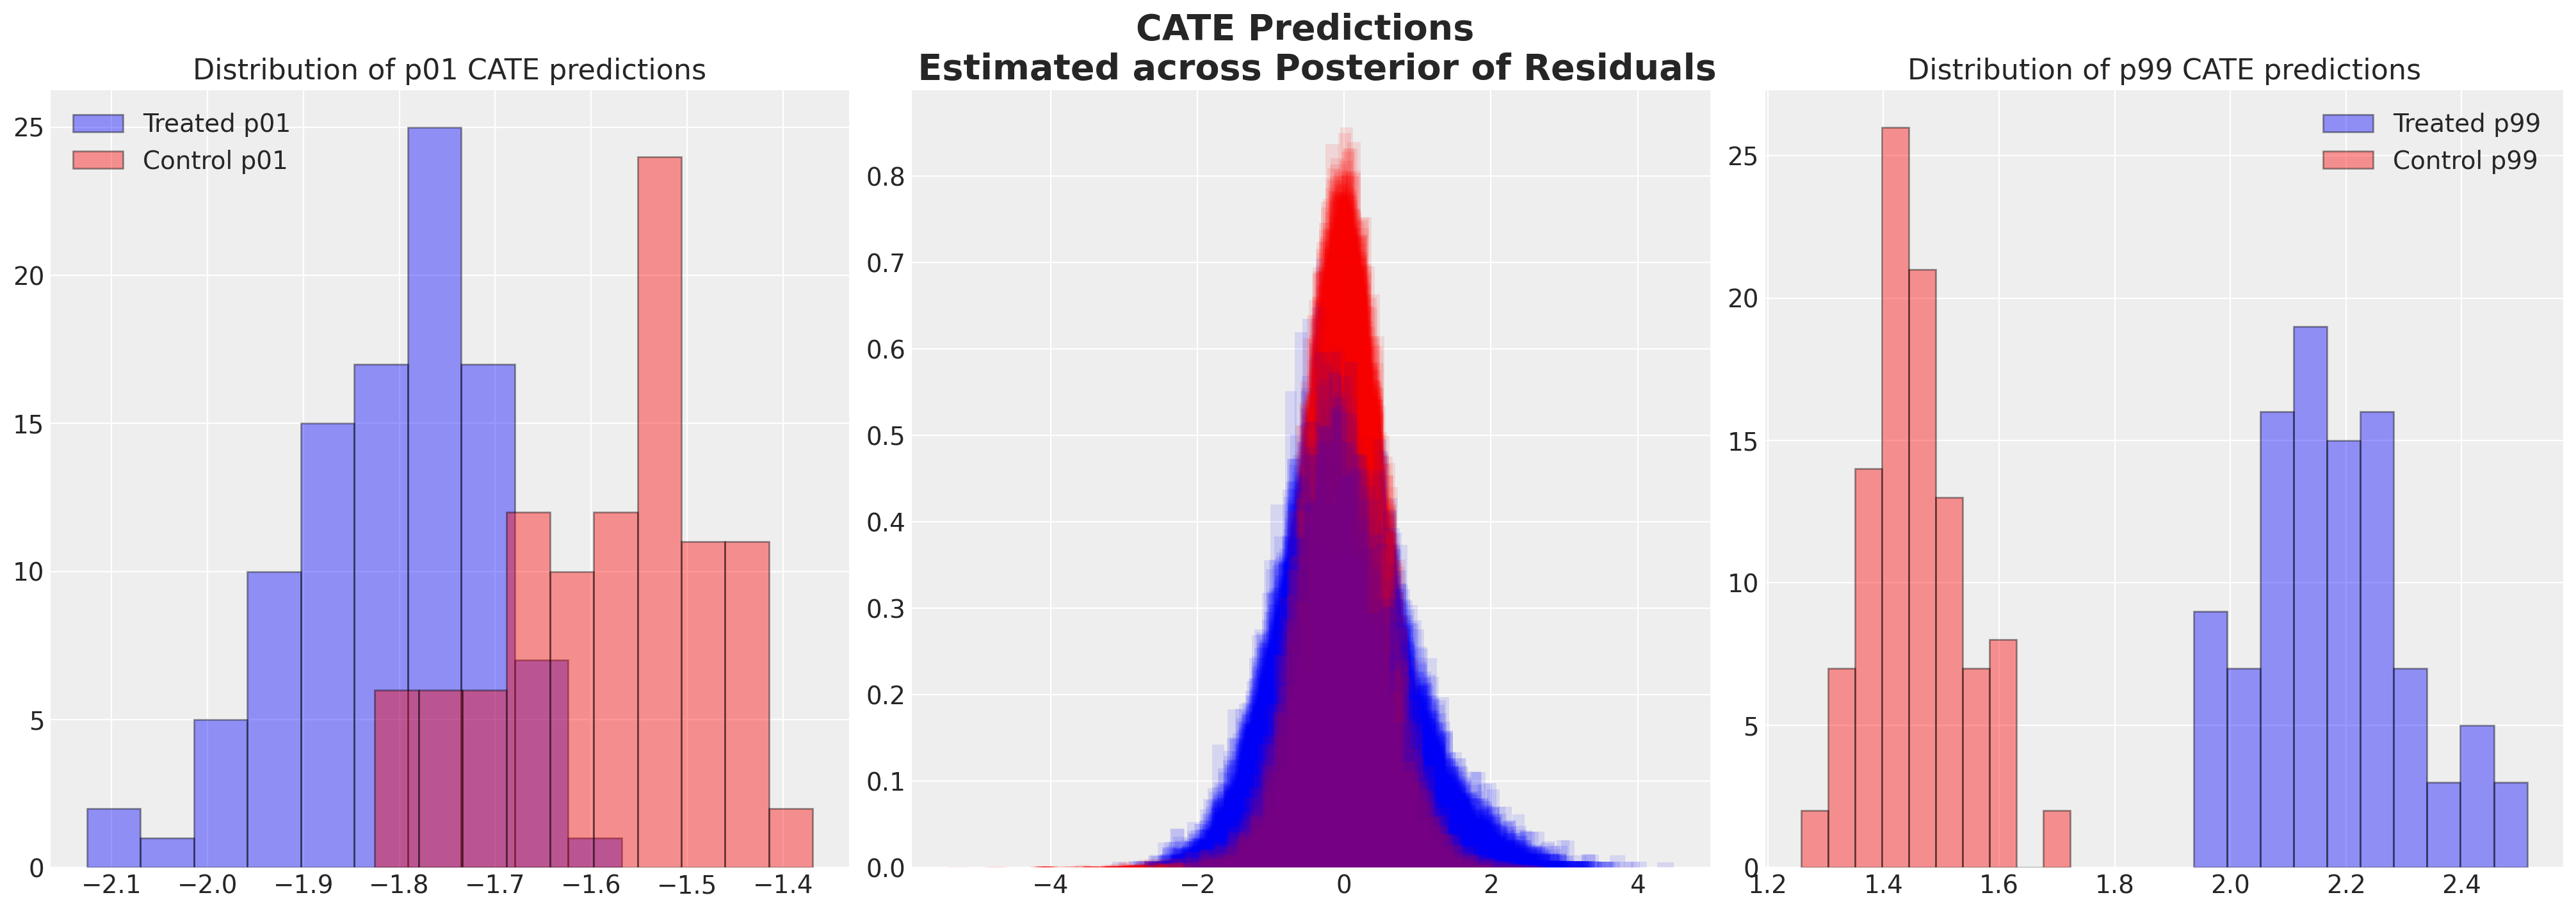 CATE Predictions
Estimated across Posterior of Residuals
Distribution of p01 CATE predictions
Treated p01
Control p01
25
20
15
10
5
0
−2.1 −2.0 −1.9 −1.8 −1.7 −1.6 −1.5 −1.4
0.8
0.7
0.6
0.5
0.4
0.3
0.2
0.1
0.0
−4 −2 0 2 4
Distribution of p99 CATE predictions
Treated p99
Control p99
25
20
15
10
5
0
1.2 1.4 1.6 1.8 2.0 2.2 2.4